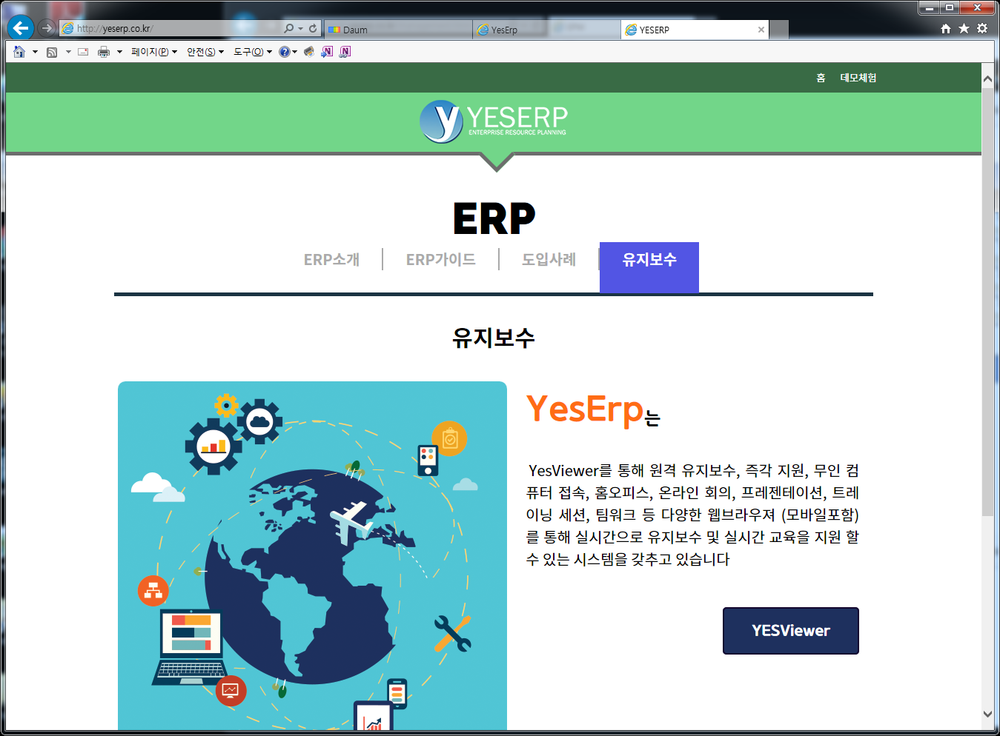 http://yeserp.co.kr/
Daum
YesErp
YESERP
페이지(P)
안전(S)
도구(O)
홈
데모체험
YESERP
ENTERPRISE RESOURCE PLANNING
ERP
ERP소개
ERP가이드
도입사례
유지보수
유지보수
YesErp는
YesViewer를 통해 원격 유지보수, 즉각 지원, 무인 컴
퓨터 접속, 홈오피스, 온라인 회의, 프레젠테이션, 트레
이닝 세션, 팀워크 등 다양한 웹브라우져 (모바일포함)
를 통해 실시간으로 유지보수 및 실시간 교육을 지원 할
수 있는 시스템을 갖추고 있습니다
YESViewer